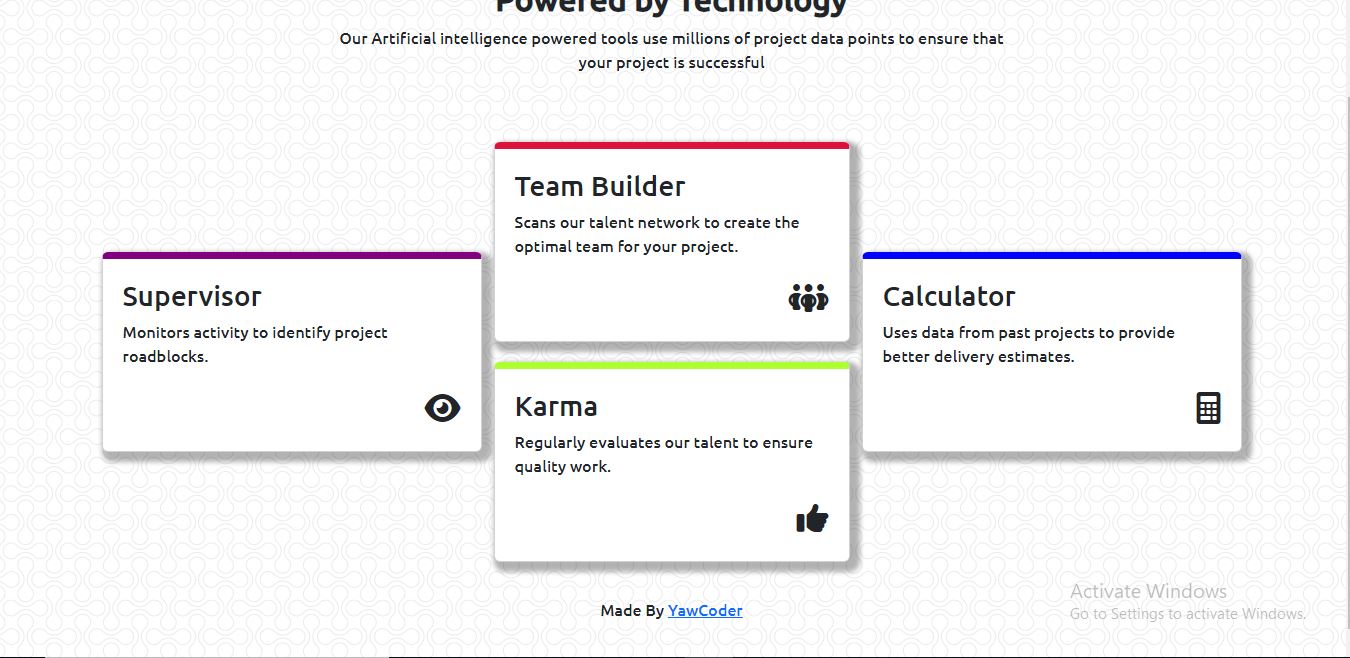 Powered by Technology
Our Artificial intelligence powered tools use millions of project data points to ensure that
your project is successful
Team Builder
Scans our talent network to create the
optimal team for your project.
Supervisor
Monitors activity to identify project
roadblocks.
Calculator
Uses data from past projects to provide
better delivery estimates.
Karma
Regularly evaluates our talent to ensure
quality work.
Made By YawCoder
Activate Windows
Go to Settings to activate Windows.